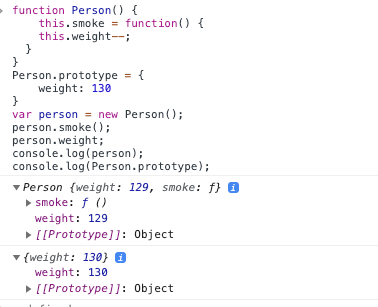 function Person() {
this.smoke = function() {
this.weight--;
}
}
Person.prototype = {
weight: 130
}
var person = new Person();
person.smoke();
person.weight;
console.log(person);
console.log(Person.prototype);
▼Person {weight: 129, smoke: ƒ} i
▶smoke: ƒ ()
weight: 129
▶[[Prototype]]: Object
▼{weight: 130} i
weight: 130
▶[[Prototype]]: Object